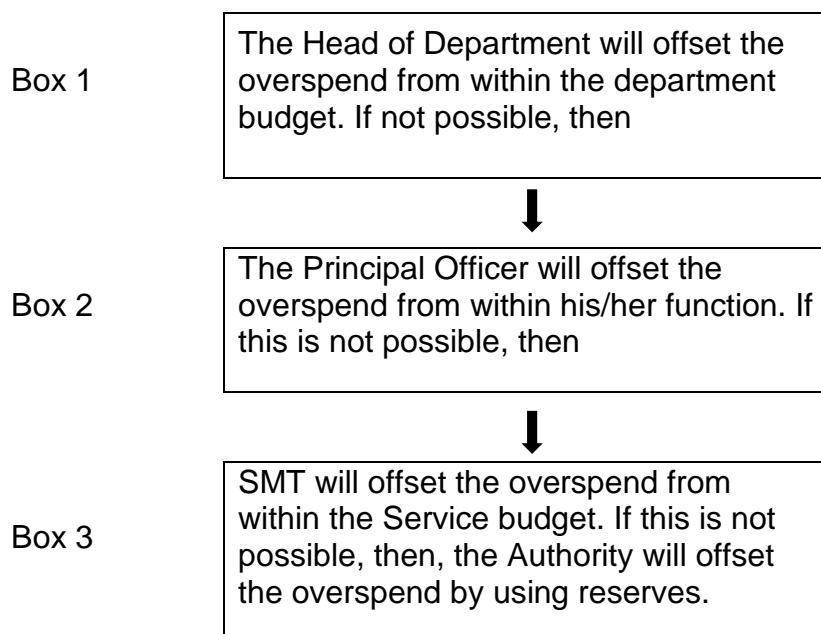 Box 1
The Head of Department will offset the
overspend from within the department
budget. If not possible, then
Box 2
The Principal Officer will offset the
overspend from within his/her function. If
this is not possible, then
Box 3
SMT will offset the overspend from
within the Service budget. If this is not
possible, then, the Authority will offset
the overspend by using reserves.